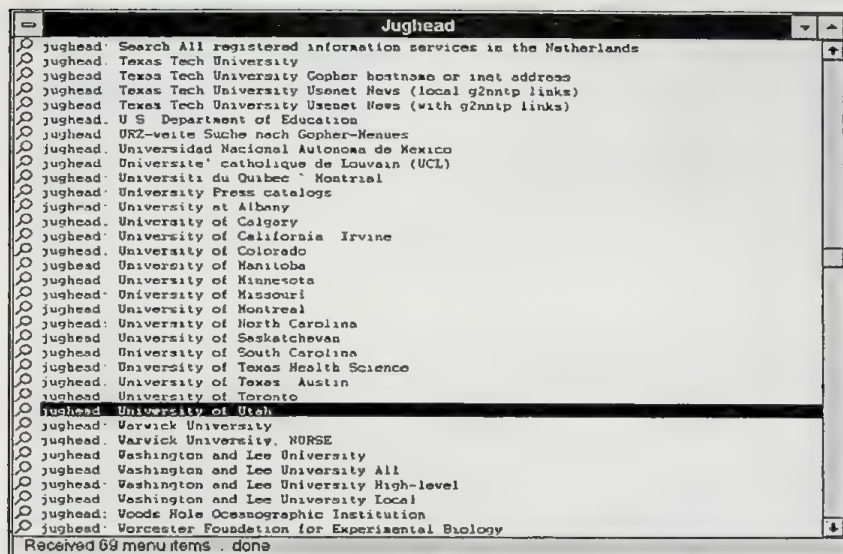 Jughead
jughead: Search All registered information services in the Netherlands
jughead. Texas Tech University
jughead: Texas Tech University Gopher hostname or inet address
jughead Texas Tech University Usenet News (local g2nntp links)
jughead Texas Tech University Usenet News (with g2nntp links)
jughead. U S Department of Education
jughead URZ-weite Suche nach Gopher-Menues
jughead. Universidad Nacional Autonoma de Mexico
jughead Universite' catholique de Louvain (UCL)
jughead: Universiti du Quibec ` Montrial
jughead: University Press catalogs
jughead: University at Albany
jughead. University of Calgary
jughead: University of California Irvine
jughead. University of Colorado
jughead University of Manitoba
jughead University of Minnesota
jughead: University of Missouri
jughead University of Montreal
jughead: University of North Carolina
jughead University of Saskatchevan
jughead University of South Carolina
jughead: University of Texas Health Science
jughead. University of Texas Austin
jughead University of Toronto
jughead University of Utah
jughead: Warwick University
jughead. Warwick University, NURSE
jughead Washington and Lee University
jughead Washington and Lee University All
jughead: Washington and Lee University High-level
jughead Washington and Lee University Local
jughead: Woods Hole Oceanographic Institution
jughead: Worcester Foundation for Experimental Biology
Received 69 menu items . done